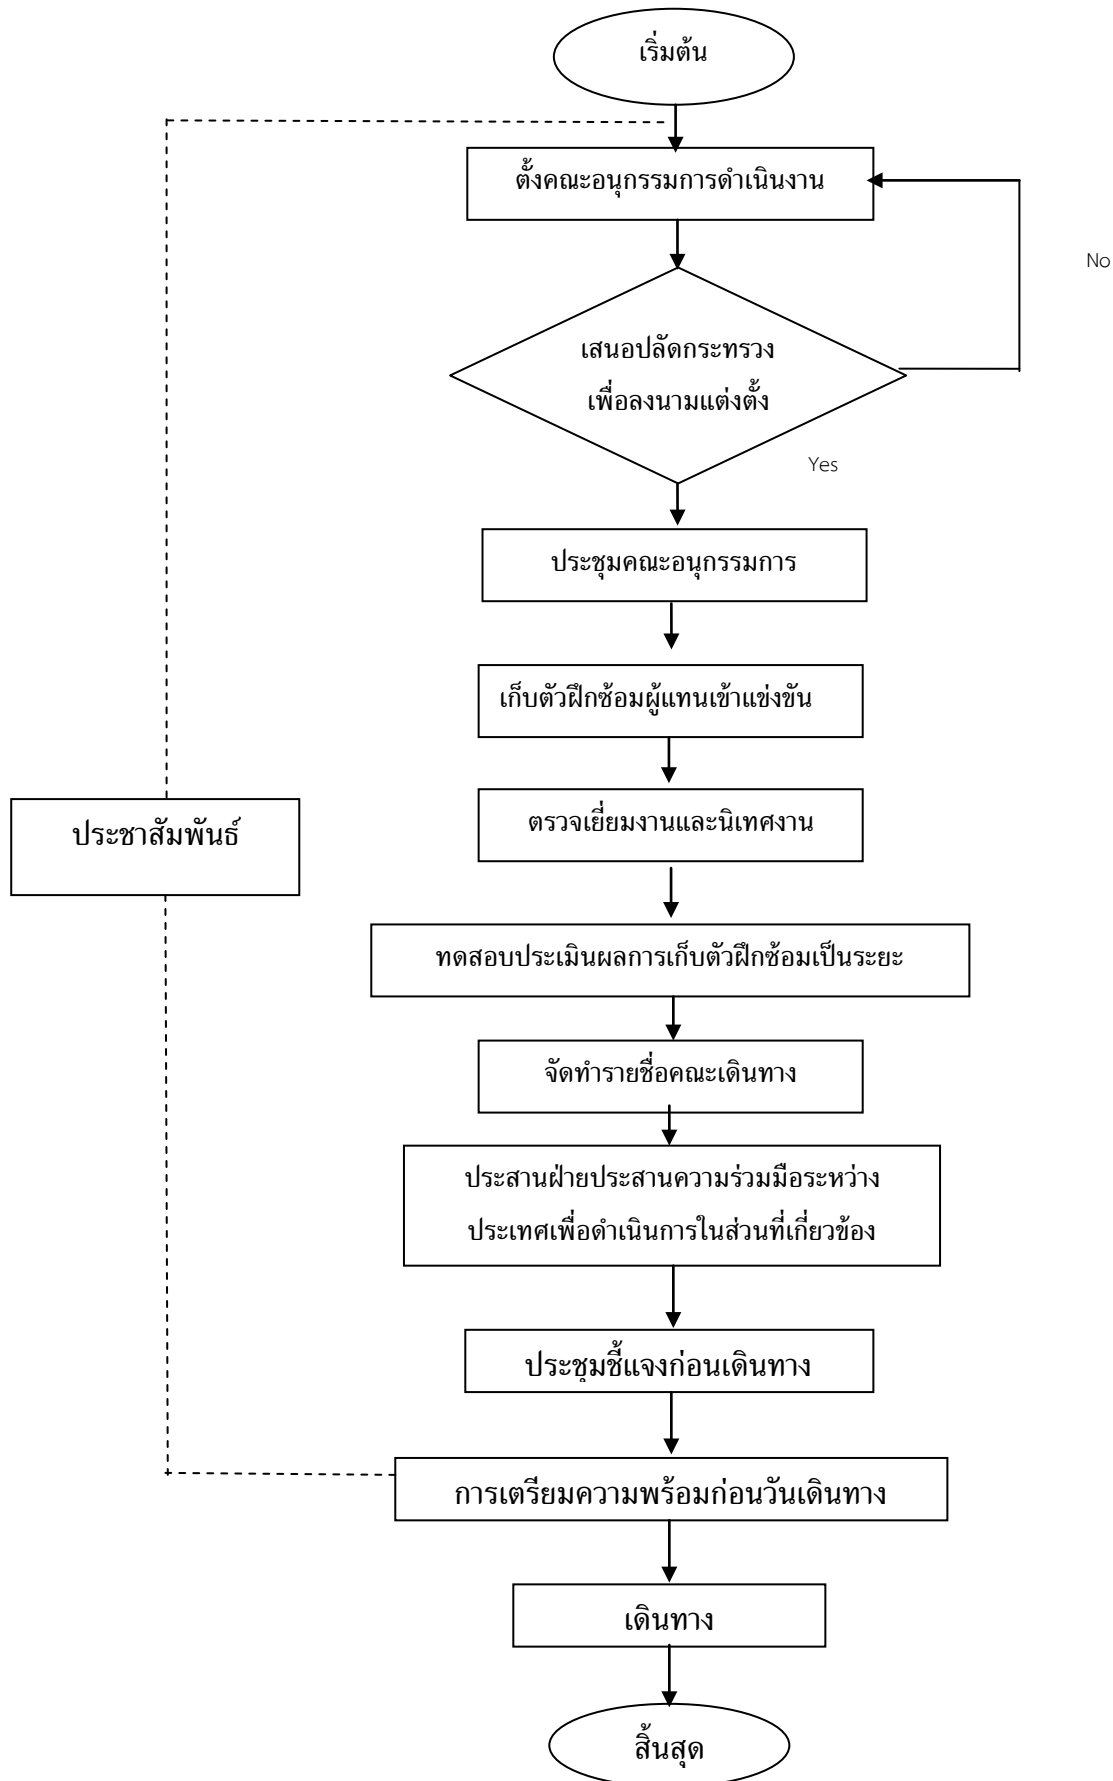 เริ่มต้น
ตั้งคณะอนุกรรมการดำเนินงาน
No
เสนอปลัดกระทรวง
เพื่อลงนามแต่งตั้ง
Yes
ประชุมคณะอนุกรรมการ
เก็บตัวฝึกซ้อมผู้แทนเข้าแข่งขัน
ตรวจเยี่ยมงานและนิเทศงาน
ประชาสัมพันธ์
ทดสอบประเมินผลการเก็บตัวฝึกซ้อมเป็นระยะ
จัดทำรายชื่อคณะเดินทาง
ประสานฝ่ายประสานความร่วมมือระหว่าง
ประเทศเพื่อดำเนินการในส่วนที่เกี่ยวข้อง
ประชุมชี้แจงก่อนเดินทาง
การเตรียมความพร้อมก่อนวันเดินทาง
เดินทาง
สิ้นสุด